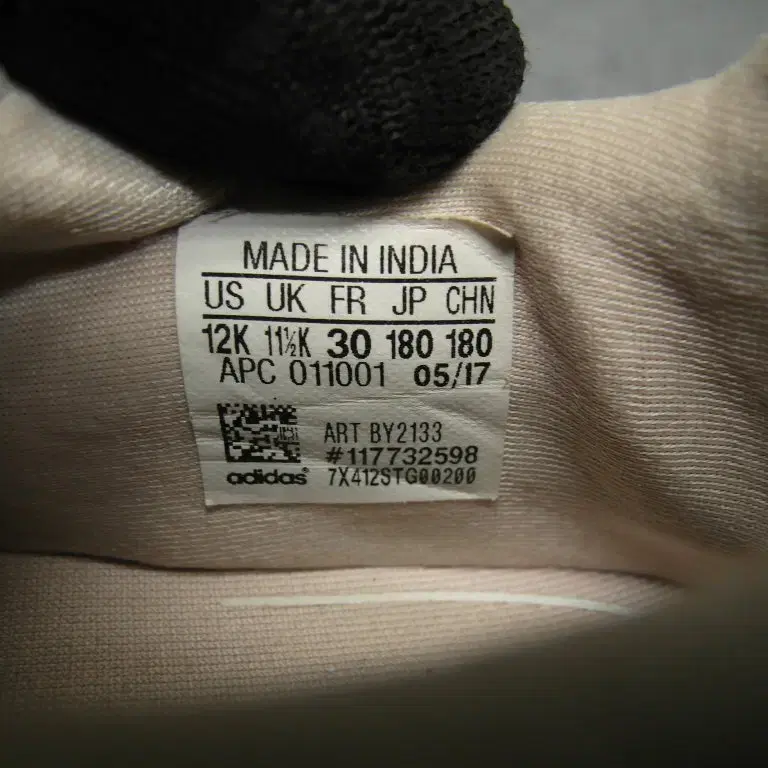 MADE IN INDIA
US UK FR JP CHN
12K 11½K 30 180 180
APC 011001 05/17
ART BY2133
#117732598
adidas® 7X412STG00200